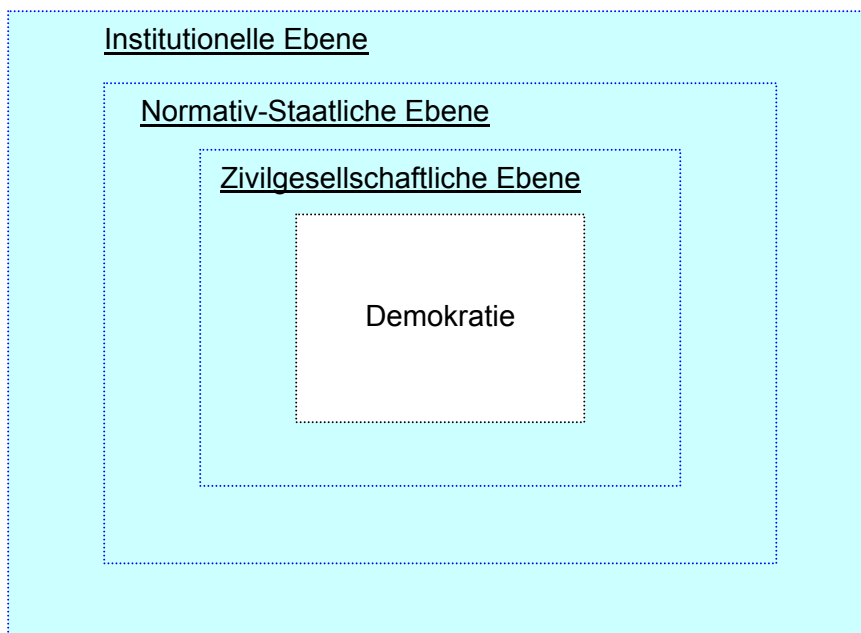 Institutionelle Ebene
Normativ-Staatliche Ebene
Zivilgesellschaftliche Ebene
Demokratie